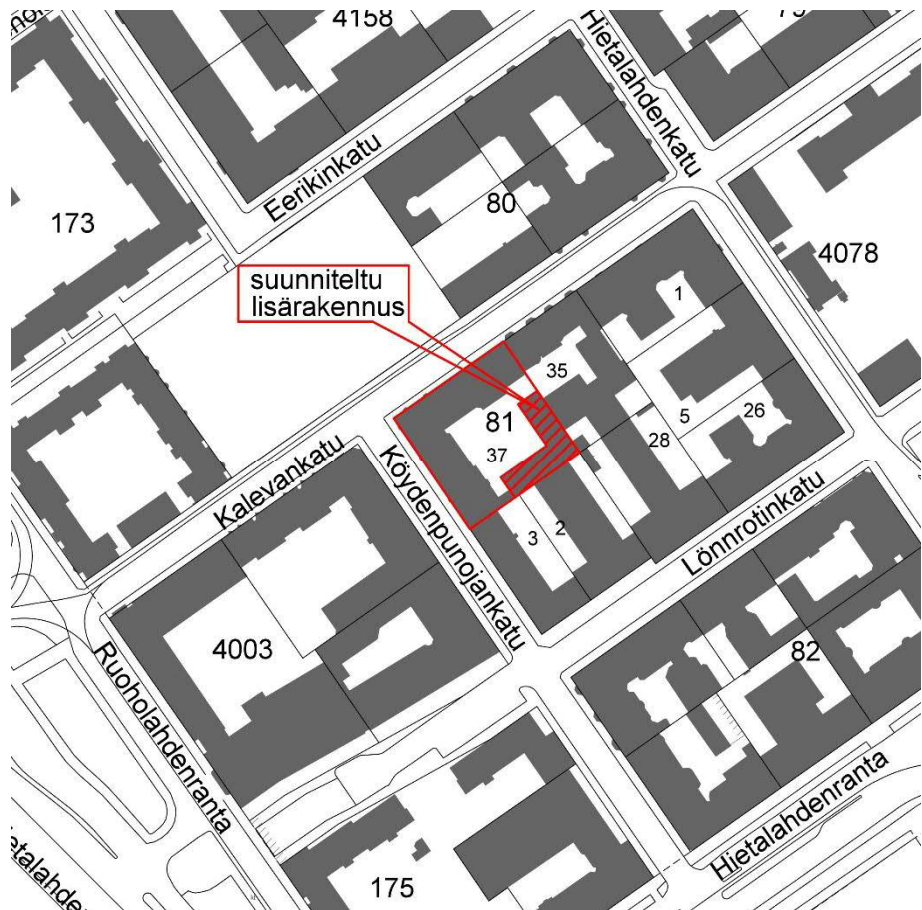 4158
Hietalahdenkatu
Eerikinkatu
173
80
4078
suunniteltu
lisärakennus
1
35
81
37
5
26
28
3
2
Kalevankatu
Köydenpunojankatu
Lönnrotinkatu
4003
82
Ruoholahdenranta
Hietalahdenranta
175